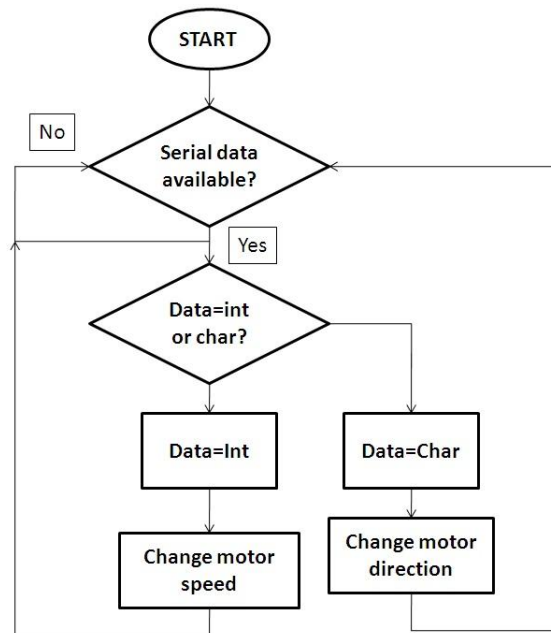 START
No
Serial data
available?
Yes
Data=int
or char?
Data=Int
Data=Char
Change motor
speed
Change motor
direction